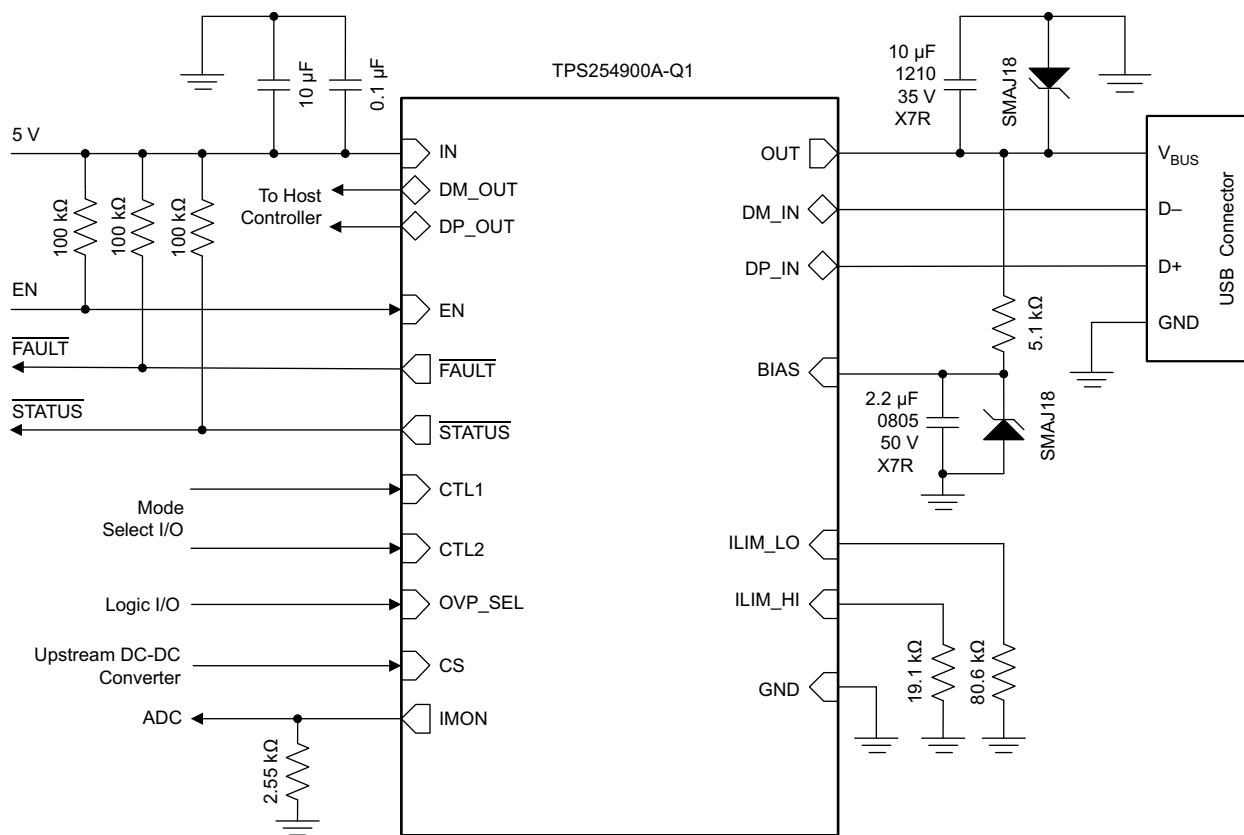 TPS254900A-Q1
10 µF
0.1 µF
10 µF
1210
35 V
X7R
SMAJ18
5 V
IN
OUT
V_BUS
To Host
Controller
DM_OUT
DP_OUT
DM_IN
D–
DP_IN
D+
USB Connector
100 kΩ
100 kΩ
100 kΩ
EN
EN
GND
5.1 kΩ
FAULT
FAULT
BIAS
STATUS
STATUS
2.2 µF
0805
50 V
X7R
SMAJ18
Mode
Select I/O
CTL1
CTL2
ILIM_LO
Logic I/O
OVP_SEL
ILIM_HI
Upstream DC-DC
Converter
CS
GND
19.1 kΩ
80.6 kΩ
ADC
IMON
2.55 kΩ